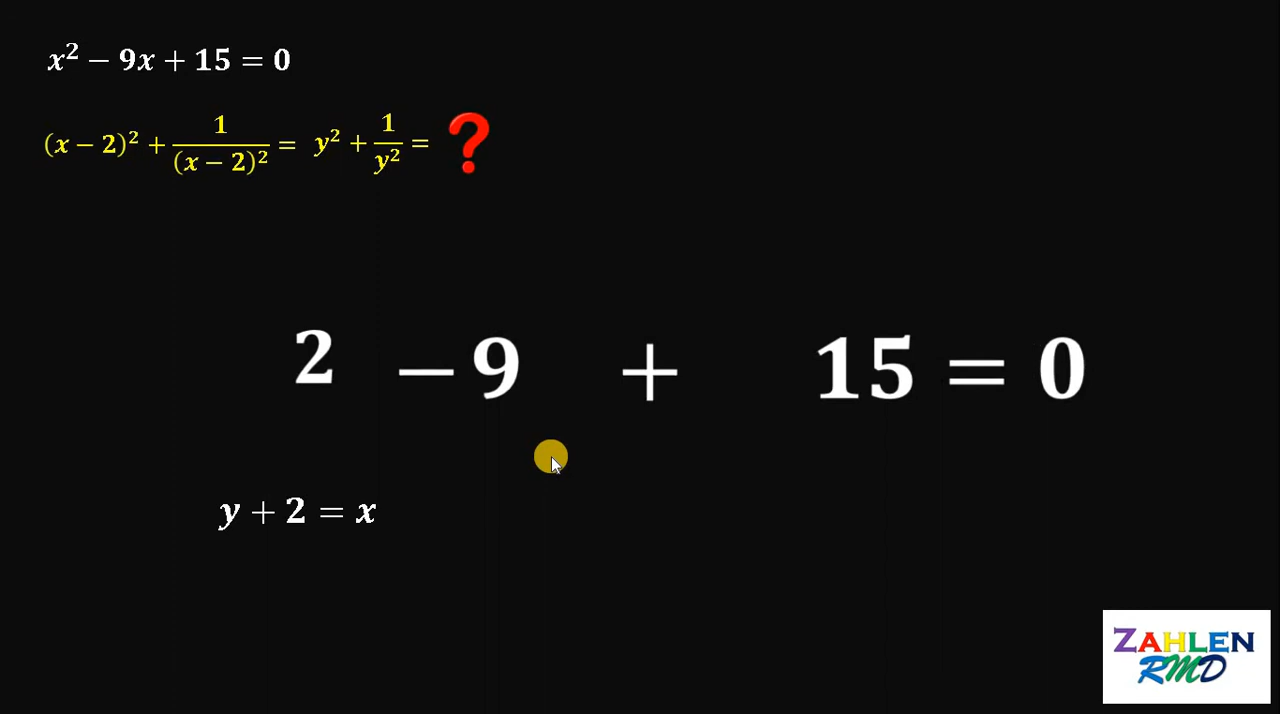 x² − 9x + 15 = 0
(x − 2)² + 1/(x − 2)² = y² + 1/y² = ❓
2 − 9 + 15 = 0
y + 2 = x
ZAHLEN
RMD